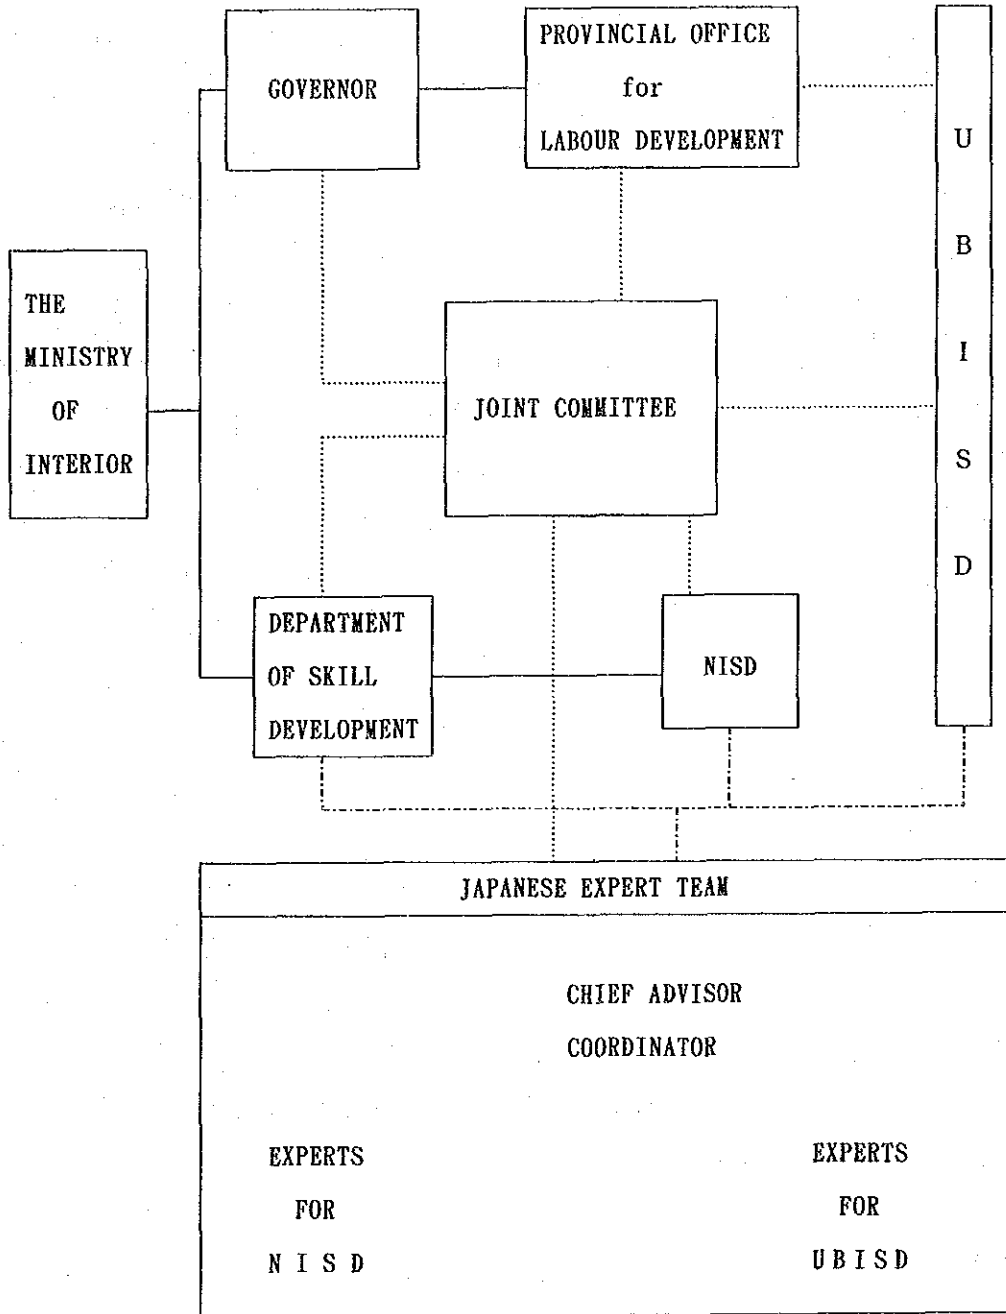 PROVINCIAL OFFICE
for
LABOUR DEVELOPMENT
GOVERNOR
U
B
I
S
D
THE
MINISTRY
OF
INTERIOR
JOINT COMMITTEE
DEPARTMENT
OF SKILL
DEVELOPMENT
NISD
JAPANESE EXPERT TEAM
CHIEF ADVISOR
COORDINATOR
EXPERTS
FOR
N I S D
EXPERTS
FOR
U B I S D